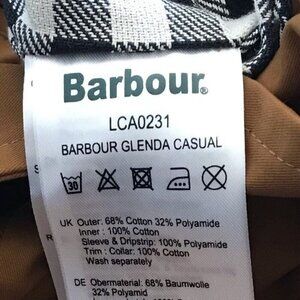 Barbour®
LCA0231
BARBOUR GLENDA CASUAL
30
UK Outer: 68% Cotton 32% Polyamide
Inner : 100% Cotton
Sleeve & Dripstrip: 100% Polyamide
Trim : Collar: 100% Cotton
Wash separately
DE Obermaterial: 68% Baumwolle
32% Polyamid